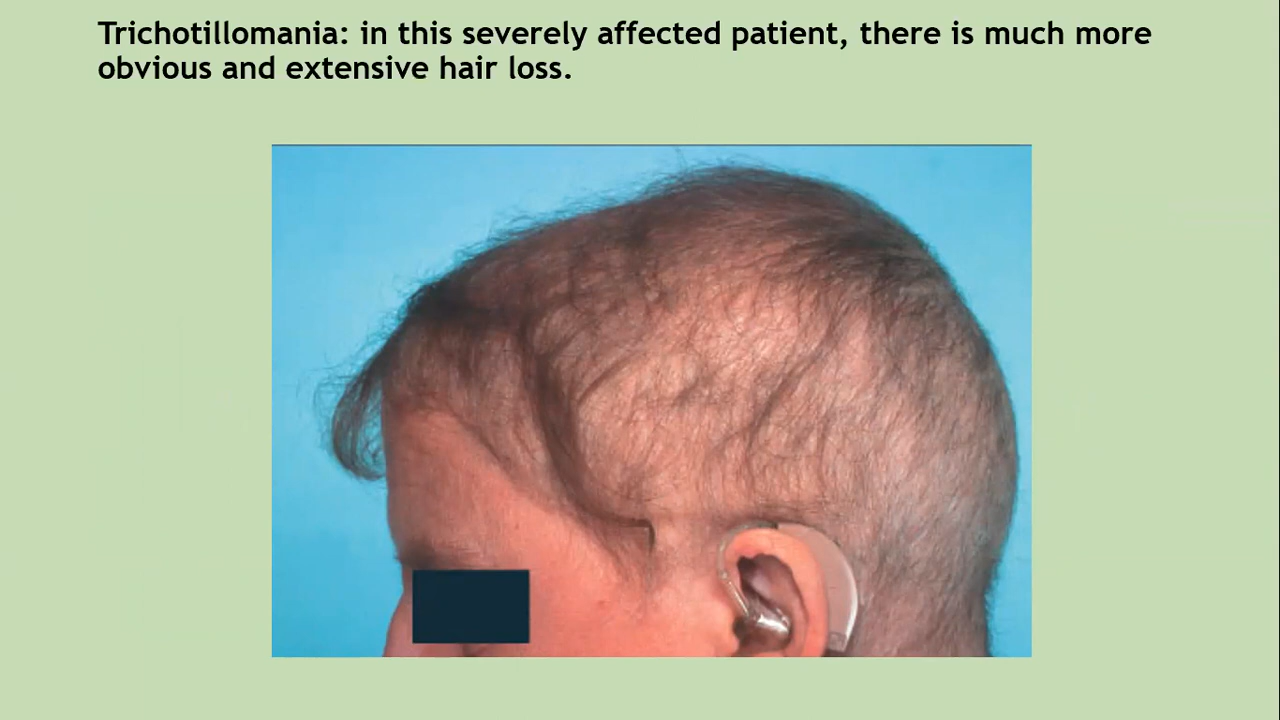 Trichotillomania: in this severely affected patient, there is much more
obvious and extensive hair loss.